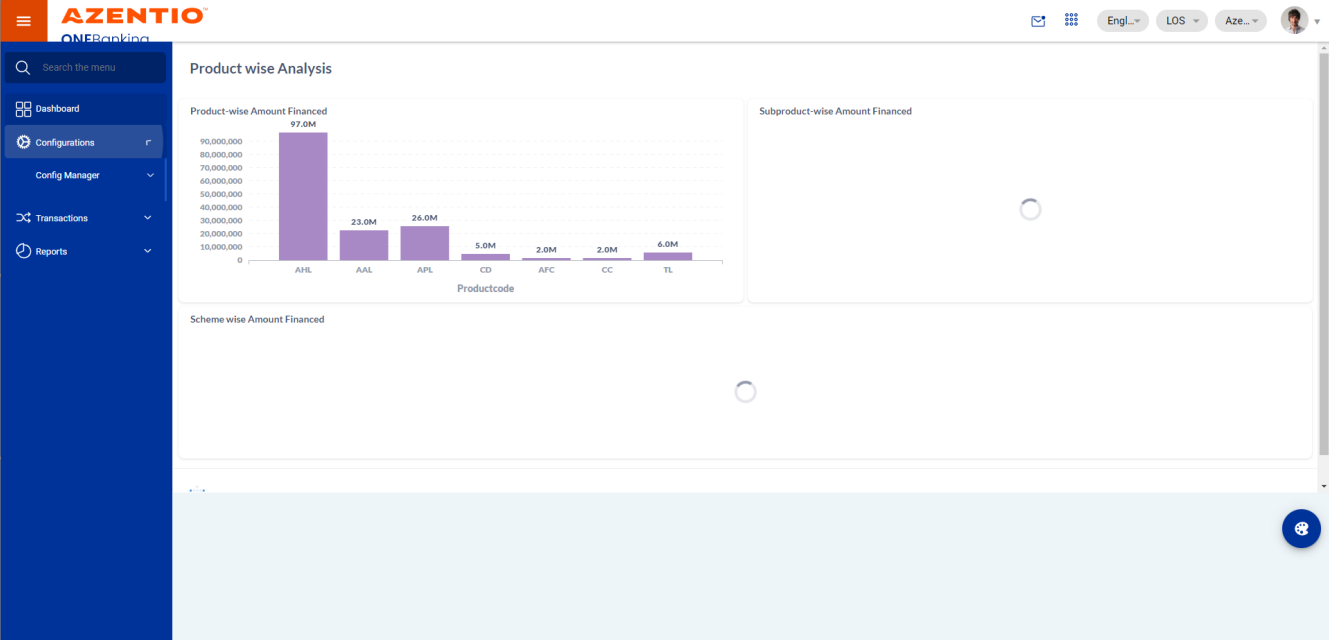 AZENTIO
ONEBanking
Engl...
LOS
Aze...
Search the menu
Dashboard
Configurations
Config Manager
Transactions
Reports
Product wise Analysis
Product-wise Amount Financed
97.0M
90,000,000
80,000,000
70,000,000
60,000,000
50,000,000
40,000,000
30,000,000
20,000,000
10,000,000
0
23.0M
26.0M
5.0M
2.0M
2.0M
6.0M
AHL
AAL
APL
CD
AFC
CC
TL
Productcode
Subproduct-wise Amount Financed
Scheme wise Amount Financed